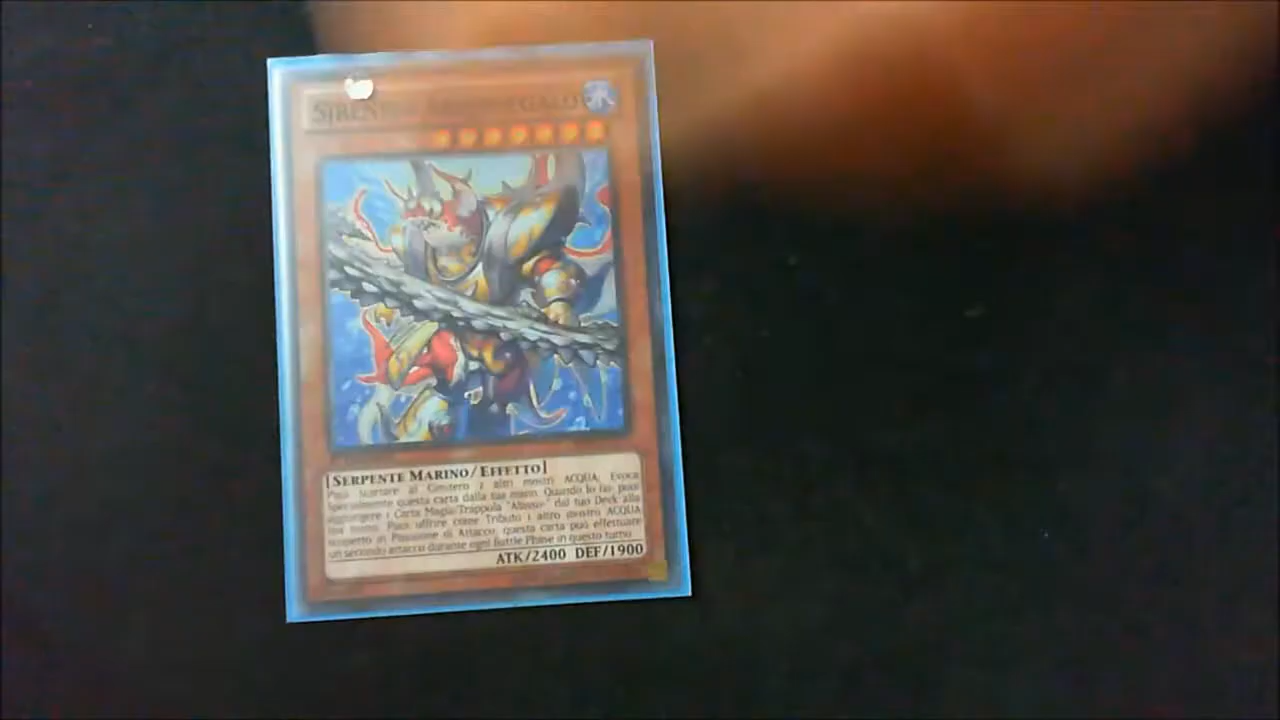 [SERPENTE MARINO/EFFETTO]
Puoi scartare al Cimitero 2 altri mostri ACQUA; Evoca
Specialmente questa carta dalla tua mano. Quando lo fai, puoi
aggiungere 1 Carta Magia/Trappola "Abisso-" dal tuo Deck alla
tua mano. Puoi offrire come Tributo 1 altro mostro ACQUA
scoperto in Posizione di Attacco; questa carta può effettuare
un secondo attacco durante ogni Battle Phase in questo turno.
ATK/2400 DEF/1900